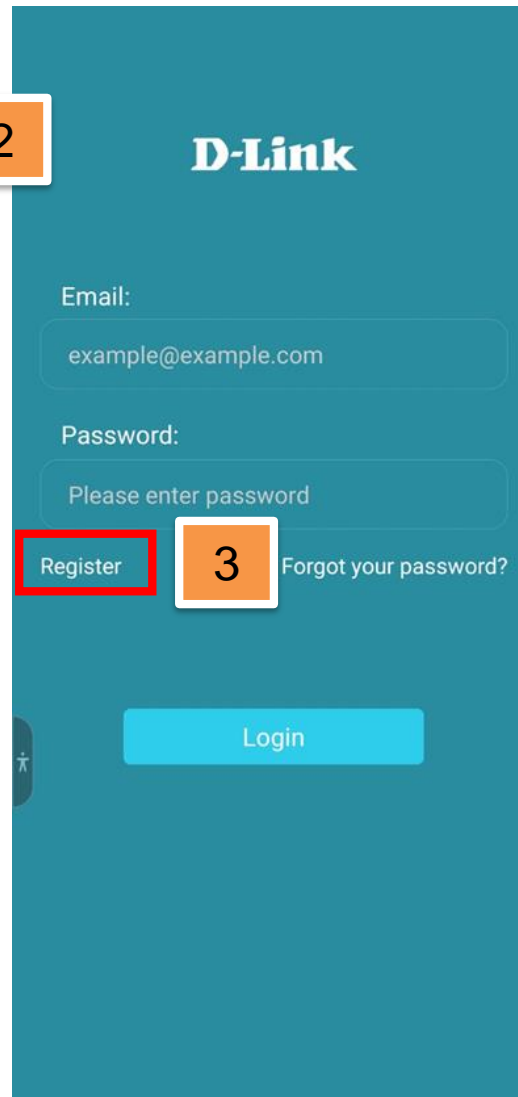 2
D-Link
Email:
example@example.com
Password:
Please enter password
Register
3
Forgot your password?
Login